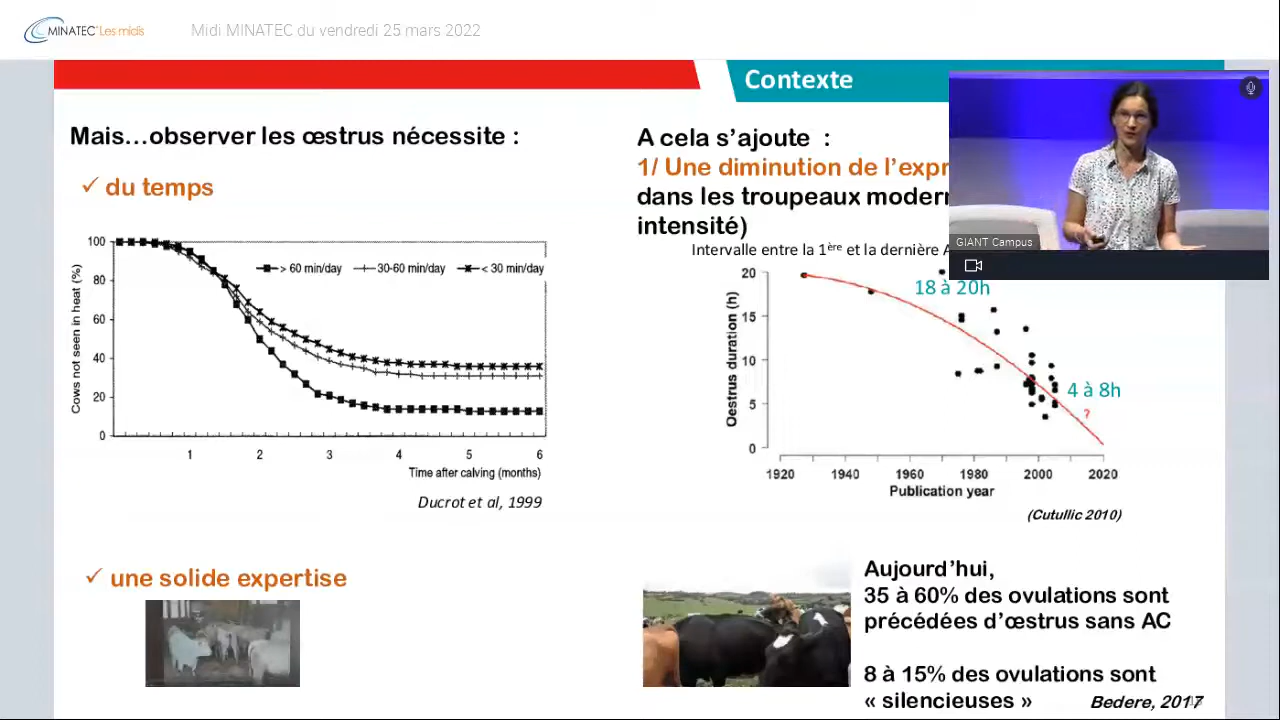 MINATEC Les midis
Midi MINATEC du vendredi 25 mars 2022
Contexte
Mais…observer les œstrus nécessite :
✓ du temps
100
80
60
40
20
0
Cows not seen in heat (%)
> 60 min/day
30-60 min/day
< 30 min/day
1 2 3 4 5 6
Time after calving (months)
Ducrot et al, 1999
✓ une solide expertise
A cela s’ajoute :
1/ Une diminution de l’expr
dans les troupeaux modern
intensité)
Intervalle entre la 1ère et la dernière A
20
15
10
5
0
Oestrus duration (h)
18 à 20h
4 à 8h
?
1920 1940 1960 1980 2000 2020
Publication year
(Cutullic 2010)
Aujourd’hui,
35 à 60% des ovulations sont
précédées d’œstrus sans AC
8 à 15% des ovulations sont
« silencieuses »
Bedere, 2017
GIANT Campus